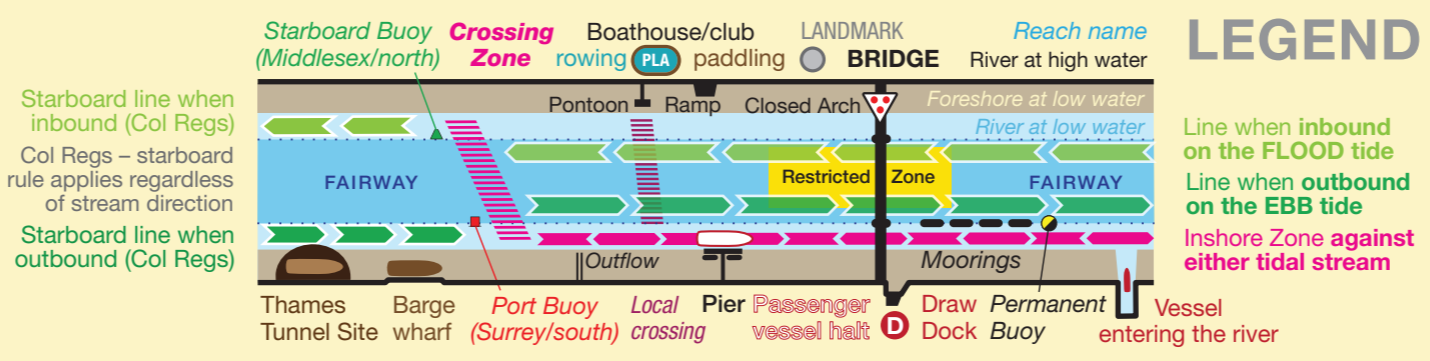 Starboard Buoy
(Middlesex/north)
Crossing
Zone
Boathouse/club
rowing PLA paddling
LANDMARK
BRIDGE
Reach name
River at high water
LEGEND
Starboard line when
inbound (Col Regs)
Col Regs – starboard
rule applies regardless
of stream direction
Starboard line when
outbound (Col Regs)
Pontoon
Ramp
Closed Arch
Foreshore at low water
River at low water
FAIRWAY
Restricted Zone
FAIRWAY
Line when inbound
on the FLOOD tide
Line when outbound
on the EBB tide
Inshore Zone against
either tidal stream
Outflow
Moorings
Thames
Tunnel Site
Barge
wharf
Port Buoy
(Surrey/south)
Local
crossing
Pier
Passenger
vessel halt
D
Draw
Dock
Permanent
Buoy
Vessel
entering the river